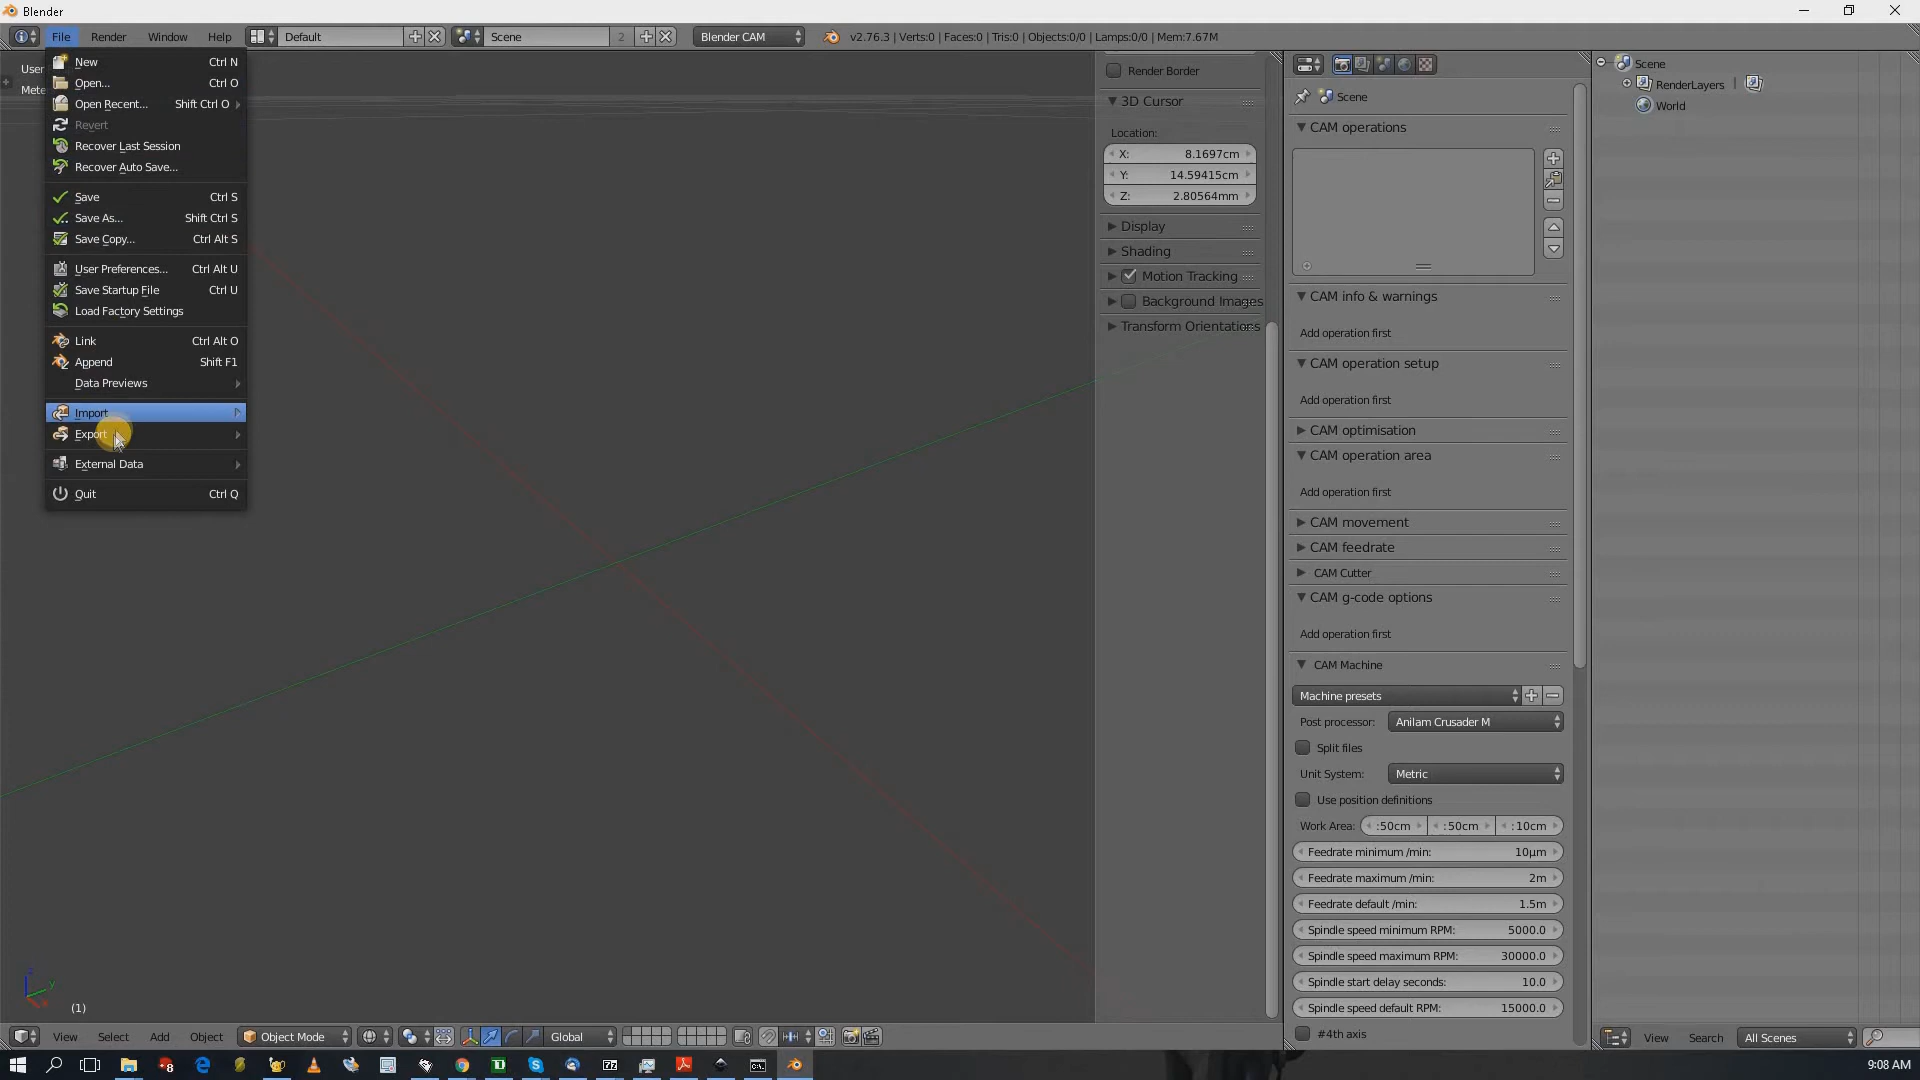 Blender
File Render Window Help Default Scene 2 Blender CAM v2.76.3 | Verts:0 | Faces:0 | Tris:0 | Objects:0/0 | Lamps:0/0 | Mem:7.67M
User
Mete
New Ctrl N
Open... Ctrl O
Open Recent... Shift Ctrl O
Revert
Recover Last Session
Recover Auto Save...
Save Ctrl S
Save As... Shift Ctrl S
Save Copy... Ctrl Alt S
User Preferences... Ctrl Alt U
Save Startup File Ctrl U
Load Factory Settings
Link Ctrl Alt O
Append Shift F1
Data Previews
Import
Export
External Data
Quit Ctrl Q
(1)
View Select Add Object Object Mode Global
Render Border
3D Cursor
Location:
X: 8.1697cm
Y: 14.59415cm
Z: 2.80564mm
Display
Shading
Motion Tracking
Background Images
Transform Orientations
Scene
CAM operations
CAM info & warnings
Add operation first
CAM operation setup
Add operation first
CAM optimisation
CAM operation area
Add operation first
CAM movement
CAM feedrate
CAM Cutter
CAM g-code options
Add operation first
CAM Machine
Machine presets
Post processor: Anilam Crusader M
Split files
Unit System: Metric
Use position definitions
Work Area: :50cm :50cm :10cm
Feedrate minimum /min: 10µm
Feedrate maximum /min: 2m
Feedrate default /min: 1.5m
Spindle speed minimum RPM: 5000.0
Spindle speed maximum RPM: 30000.0
Spindle start delay seconds: 10.0
Spindle speed default RPM: 15000.0
#4th axis
Scene
RenderLayers
World
View Search All Scenes
9:08 AM